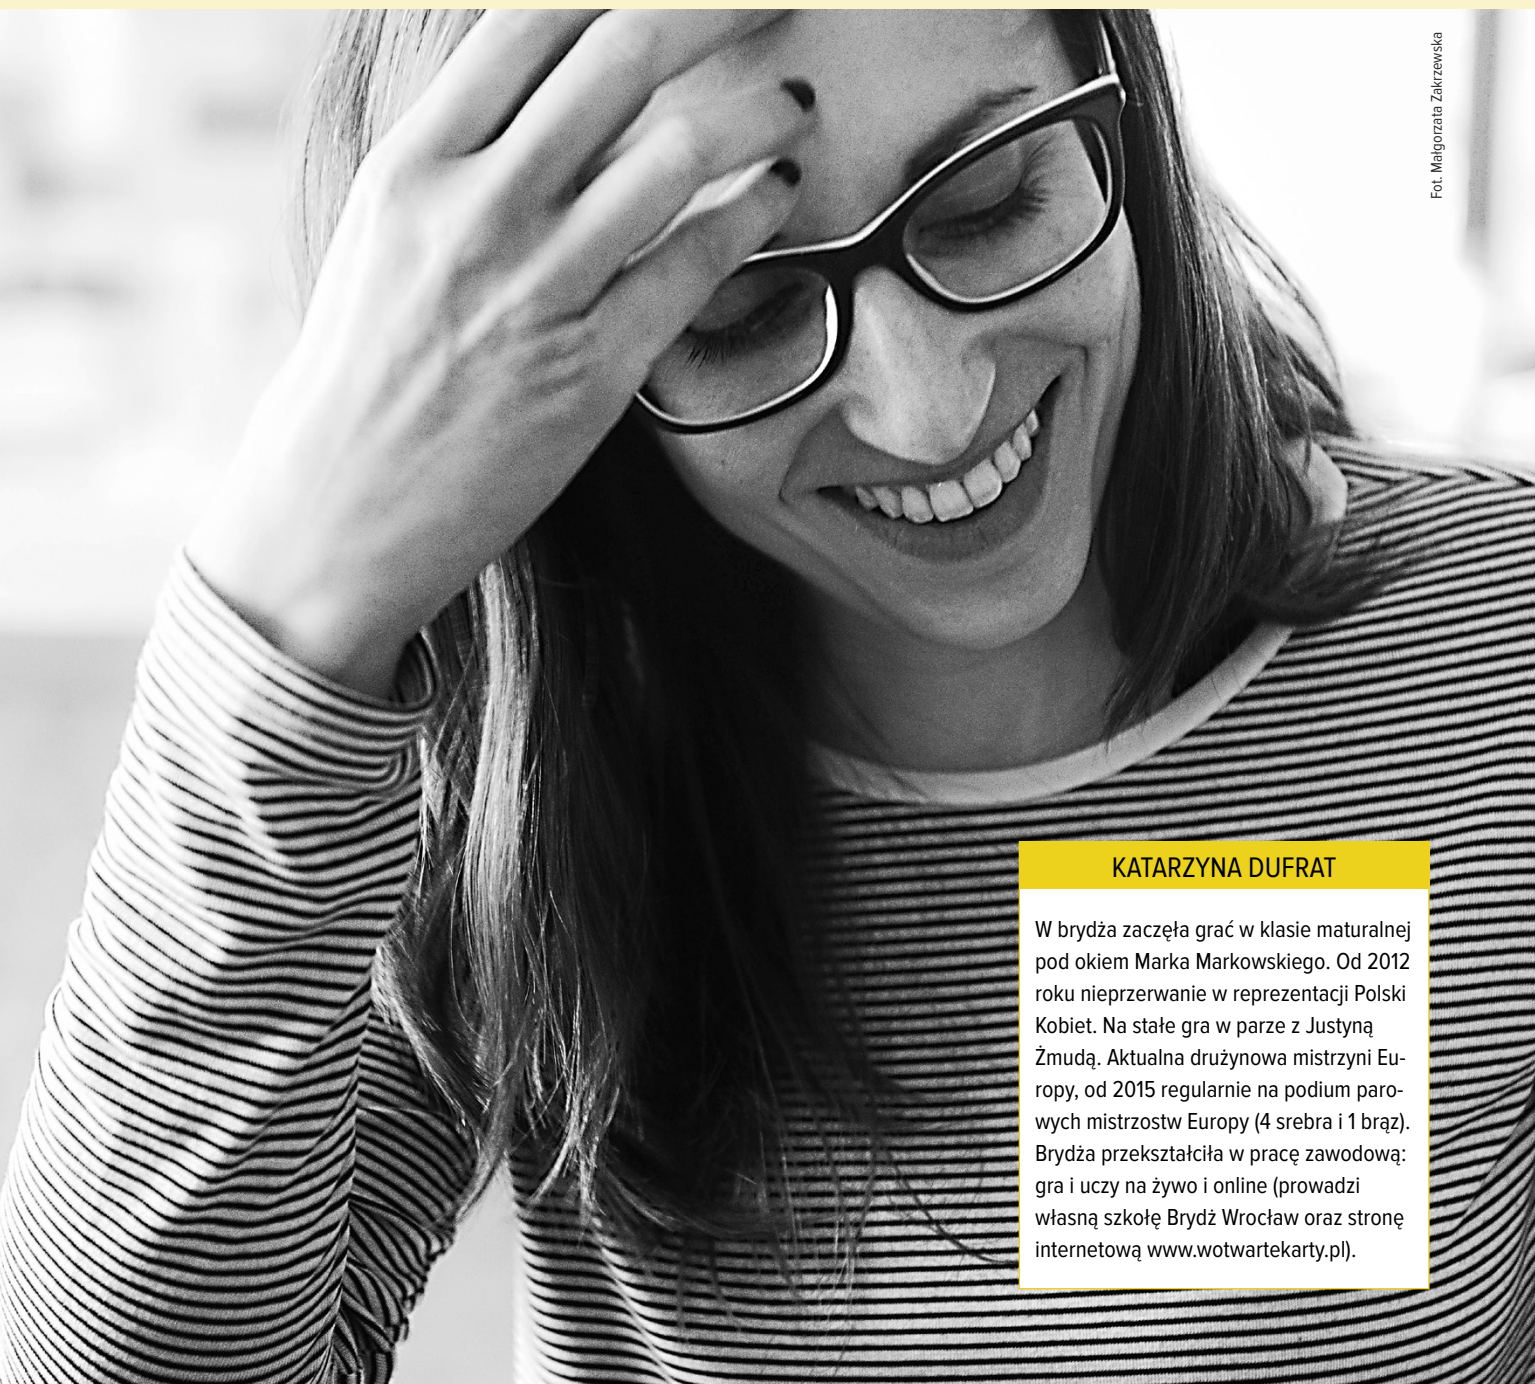 Fot. Małgorzata Zakrzewska
KATARZYNA DUFRAT
W brydża zaczęła grać w klasie maturalnej
pod okiem Marka Markowskiego. Od 2012
roku nieprzerwanie w reprezentacji Polski
Kobiet. Na stałe gra w parze z Justyną
Żmudą. Aktualna drużynowa mistrzyni Eu-
ropy, od 2015 regularnie na podium paro-
wych mistrzostw Europy (4 srebra i 1 brąz).
Brydża przekształciła w pracę zawodową:
gra i uczy na żywo i online (prowadzi
własną szkołę Brydż Wrocław oraz stronę
internetową www.wotwartekarty.pl).